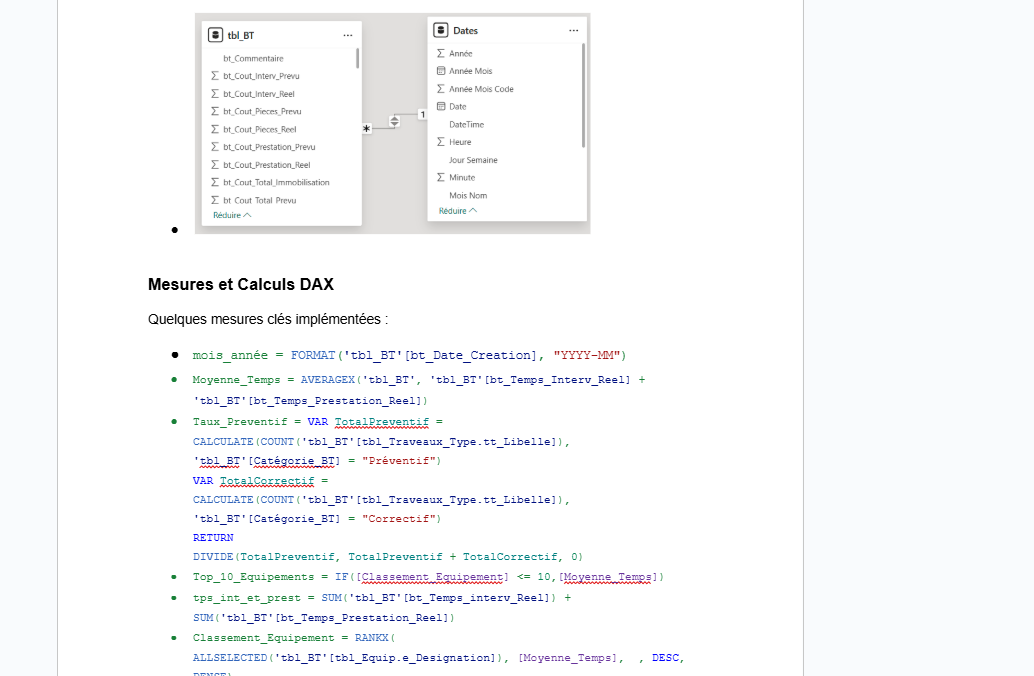 tbl_BT ...
bt_Commentaire
bt_Cout_Interv_Prevu
bt_Cout_Interv_Reel
bt_Cout_Pieces_Prevu
bt_Cout_Pieces_Reel
bt_Cout_Prestation_Prevu
bt_Cout_Prestation_Reel
bt_Cout_Total_Immobilisation
bt Cout Total Prevu
Réduire
* 1
Dates ...
Année
Année Mois
Année Mois Code
Date
DateTime
Heure
Jour Semaine
Minute
Mois Nom
Réduire
Mesures et Calculs DAX
Quelques mesures clés implémentées :
mois_année = FORMAT('tbl_BT'[bt_Date_Creation], "YYYY-MM")
Moyenne_Temps = AVERAGEX('tbl_BT', 'tbl_BT'[bt_Temps_Interv_Reel] +
'tbl_BT'[bt_Temps_Prestation_Reel])
Taux_Preventif = VAR TotalPreventif =
CALCULATE(COUNT('tbl_BT'[tbl_Traveaux_Type.tt_Libelle]),
'tbl_BT'[Catégorie_BT] = "Préventif")
VAR TotalCorrectif =
CALCULATE(COUNT('tbl_BT'[tbl_Traveaux_Type.tt_Libelle]),
'tbl_BT'[Catégorie_BT] = "Correctif")
RETURN
DIVIDE(TotalPreventif, TotalPreventif + TotalCorrectif, 0)
Top_10_Equipements = IF([Classement_Equipement] <= 10,[Moyenne_Temps])
tps_int_et_prest = SUM('tbl_BT'[bt_Temps_interv_Reel]) +
SUM('tbl_BT'[bt_Temps_Prestation_Reel])
Classement_Equipement = RANKX(
ALLSELECTED('tbl_BT'[tbl_Equip.e_Designation]), [Moyenne_Temps], , DESC,